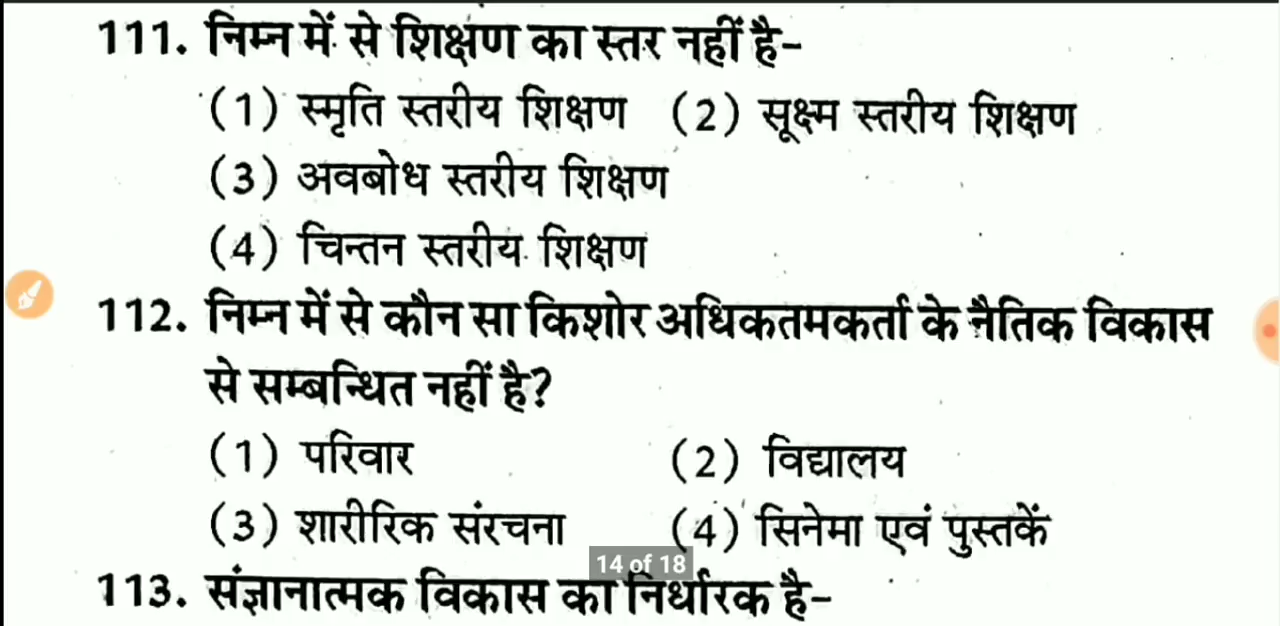 111. निम्न में से शिक्षण का स्तर नहीं है-
(1) स्मृति स्तरीय शिक्षण (2) सूक्ष्म स्तरीय शिक्षण
(3) अवबोध स्तरीय शिक्षण
(4) चिन्तन स्तरीय शिक्षण
112. निम्न में से कौन सा किशोर अधिकतमकर्ता के नैतिक विकास
से सम्बन्धित नहीं है?
(1) परिवार (2) विद्यालय
(3) शारीरिक संरचना (4) सिनेमा एवं पुस्तकें
14 of 18
113. संज्ञानात्मक विकास का निर्धारक है-